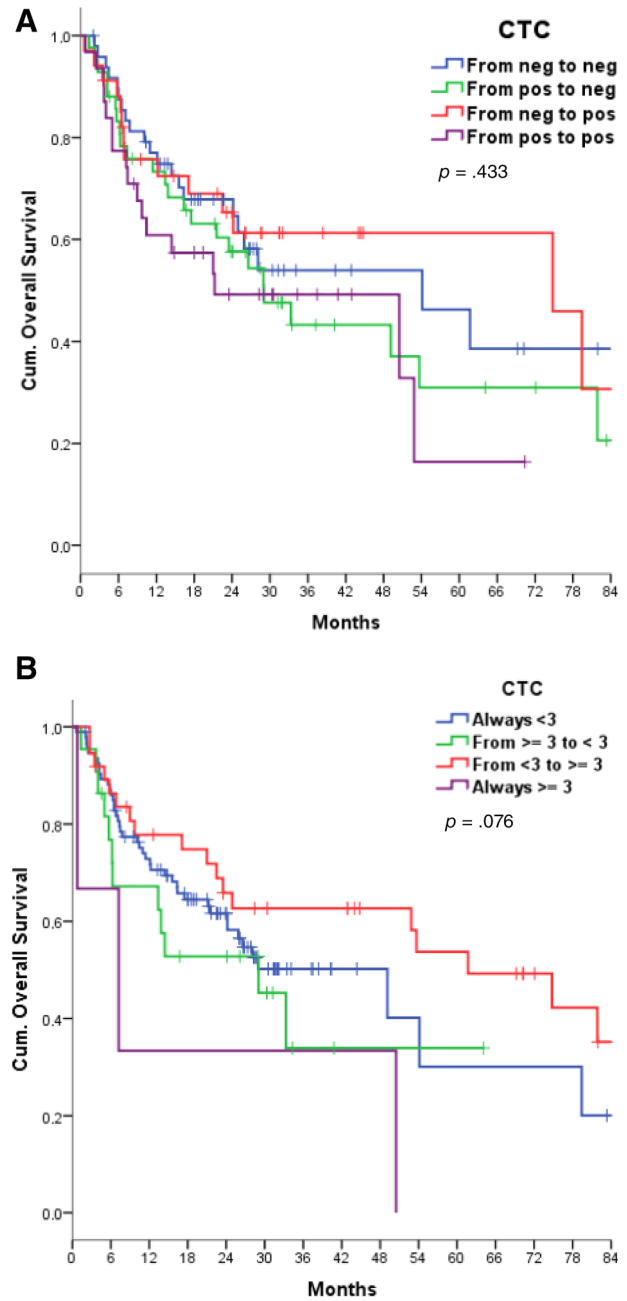 A
CTC
From neg to neg
From pos to neg
From neg to pos
From pos to pos
p = .433
Cum. Overall Survival
1.0
0.8
0.6
0.4
0.2
0.0
0 6 12 18 24 30 36 42 48 54 60 66 72 78 84
Months
B
CTC
Always <3
From >= 3 to < 3
From <3 to >= 3
Always >= 3
p = .076
Cum. Overall Survival
1.0
0.8
0.6
0.4
0.2
0.0
0 6 12 18 24 30 36 42 48 54 60 66 72 78 84
Months